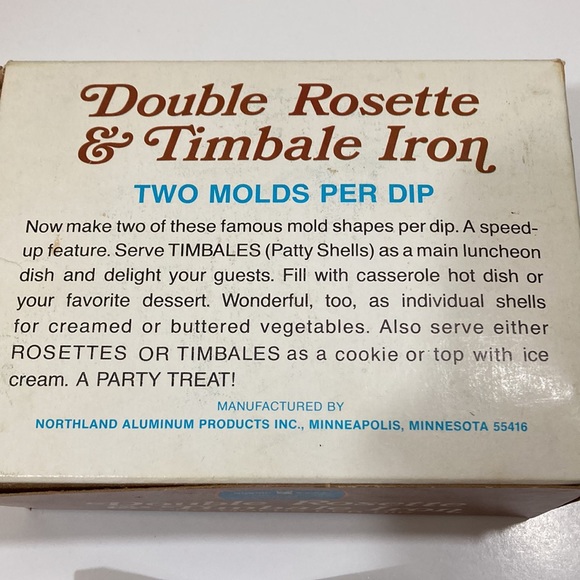 Double Rosette
& Timbale Iron
TWO MOLDS PER DIP
Now make two of these famous mold shapes per dip. A speed-
up feature. Serve TIMBALES (Patty Shells) as a main luncheon
dish and delight your guests. Fill with casserole hot dish or
your favorite dessert. Wonderful, too, as individual shells
for creamed or buttered vegetables. Also serve either
ROSETTES OR TIMBALES as a cookie or top with ice
cream. A PARTY TREAT!
MANUFACTURED BY
NORTHLAND ALUMINUM PRODUCTS INC., MINNEAPOLIS, MINNESOTA 55416